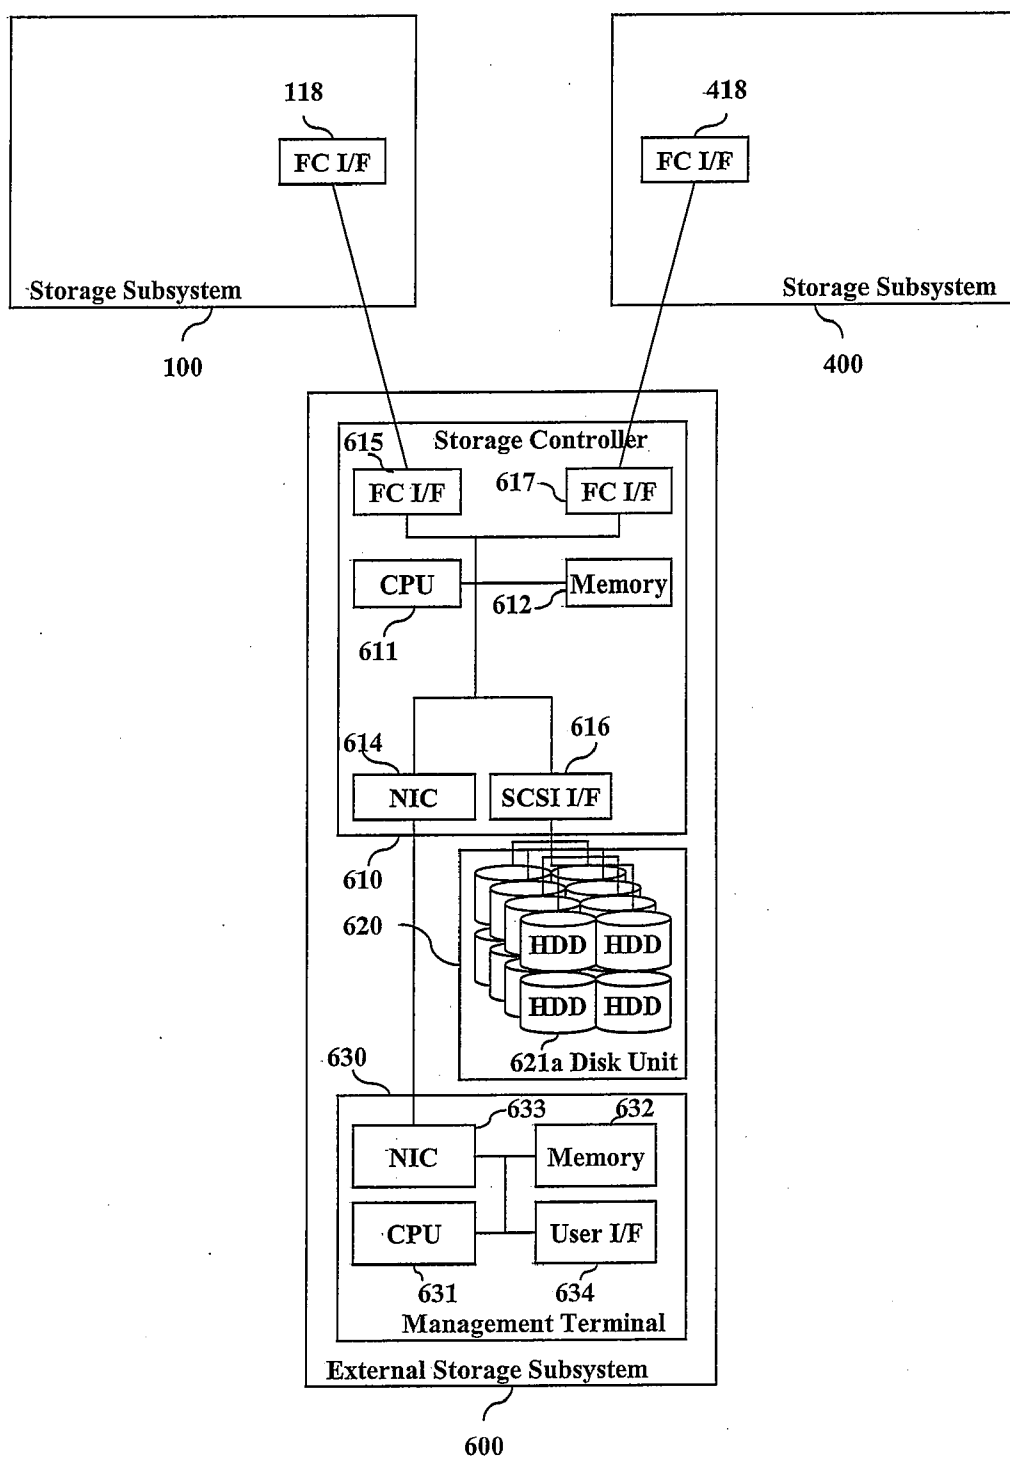 118
FC I/F
Storage Subsystem
100
418
FC I/F
Storage Subsystem
400
Storage Controller
615
FC I/F
617
FC I/F
CPU
611
612
Memory
614
NIC
616
SCSI I/F
610
620
HDD HDD
HDD HDD
621a Disk Unit
630
633
NIC
632
Memory
CPU
631
User I/F
634
Management Terminal
External Storage Subsystem
600